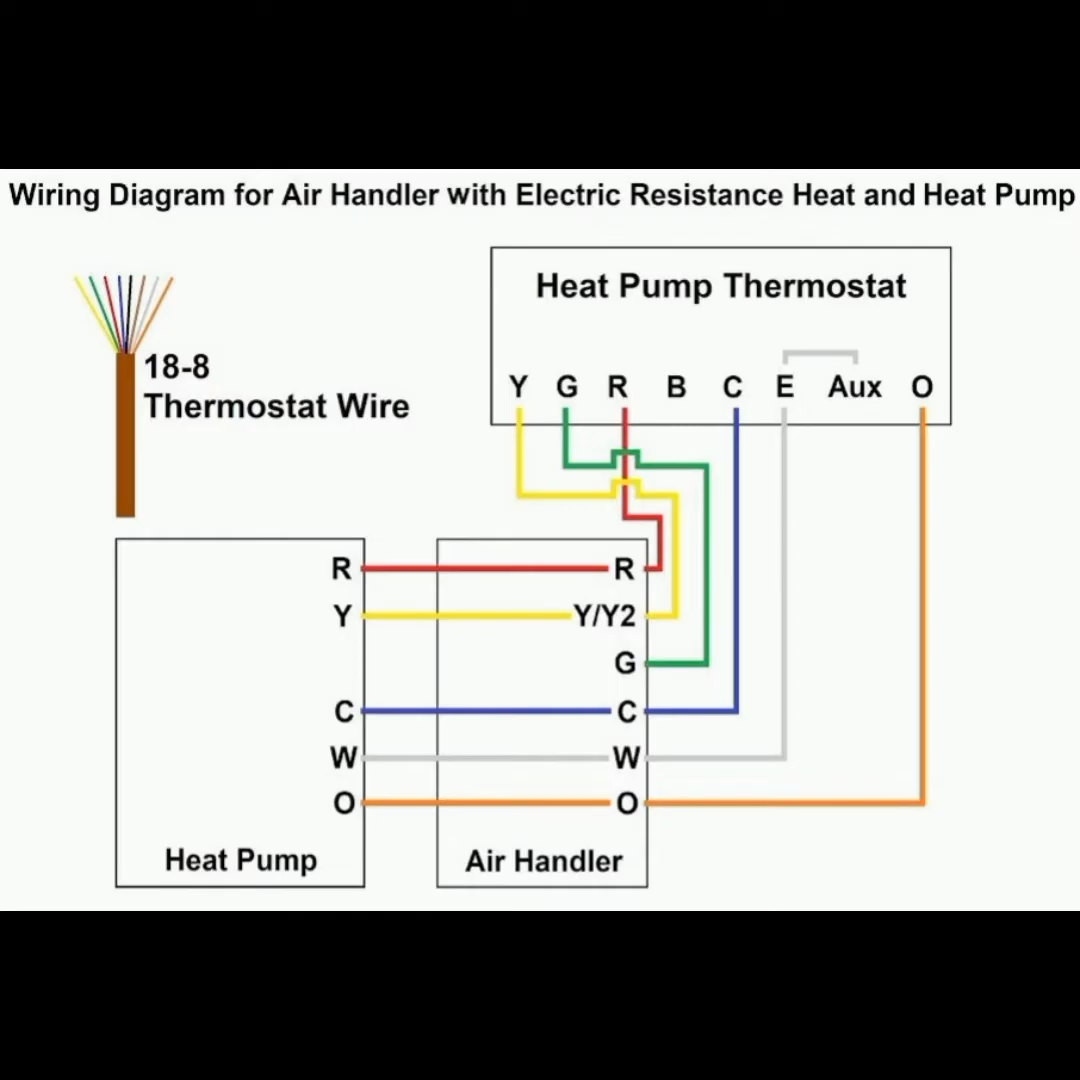 Wiring Diagram for Air Handler with Electric Resistance Heat and Heat Pump
Heat Pump Thermostat
Y G R B C E Aux O
18-8
Thermostat Wire
R
Y
C
W
O
Heat Pump
R
Y/Y2
G
C
W
O
Air Handler